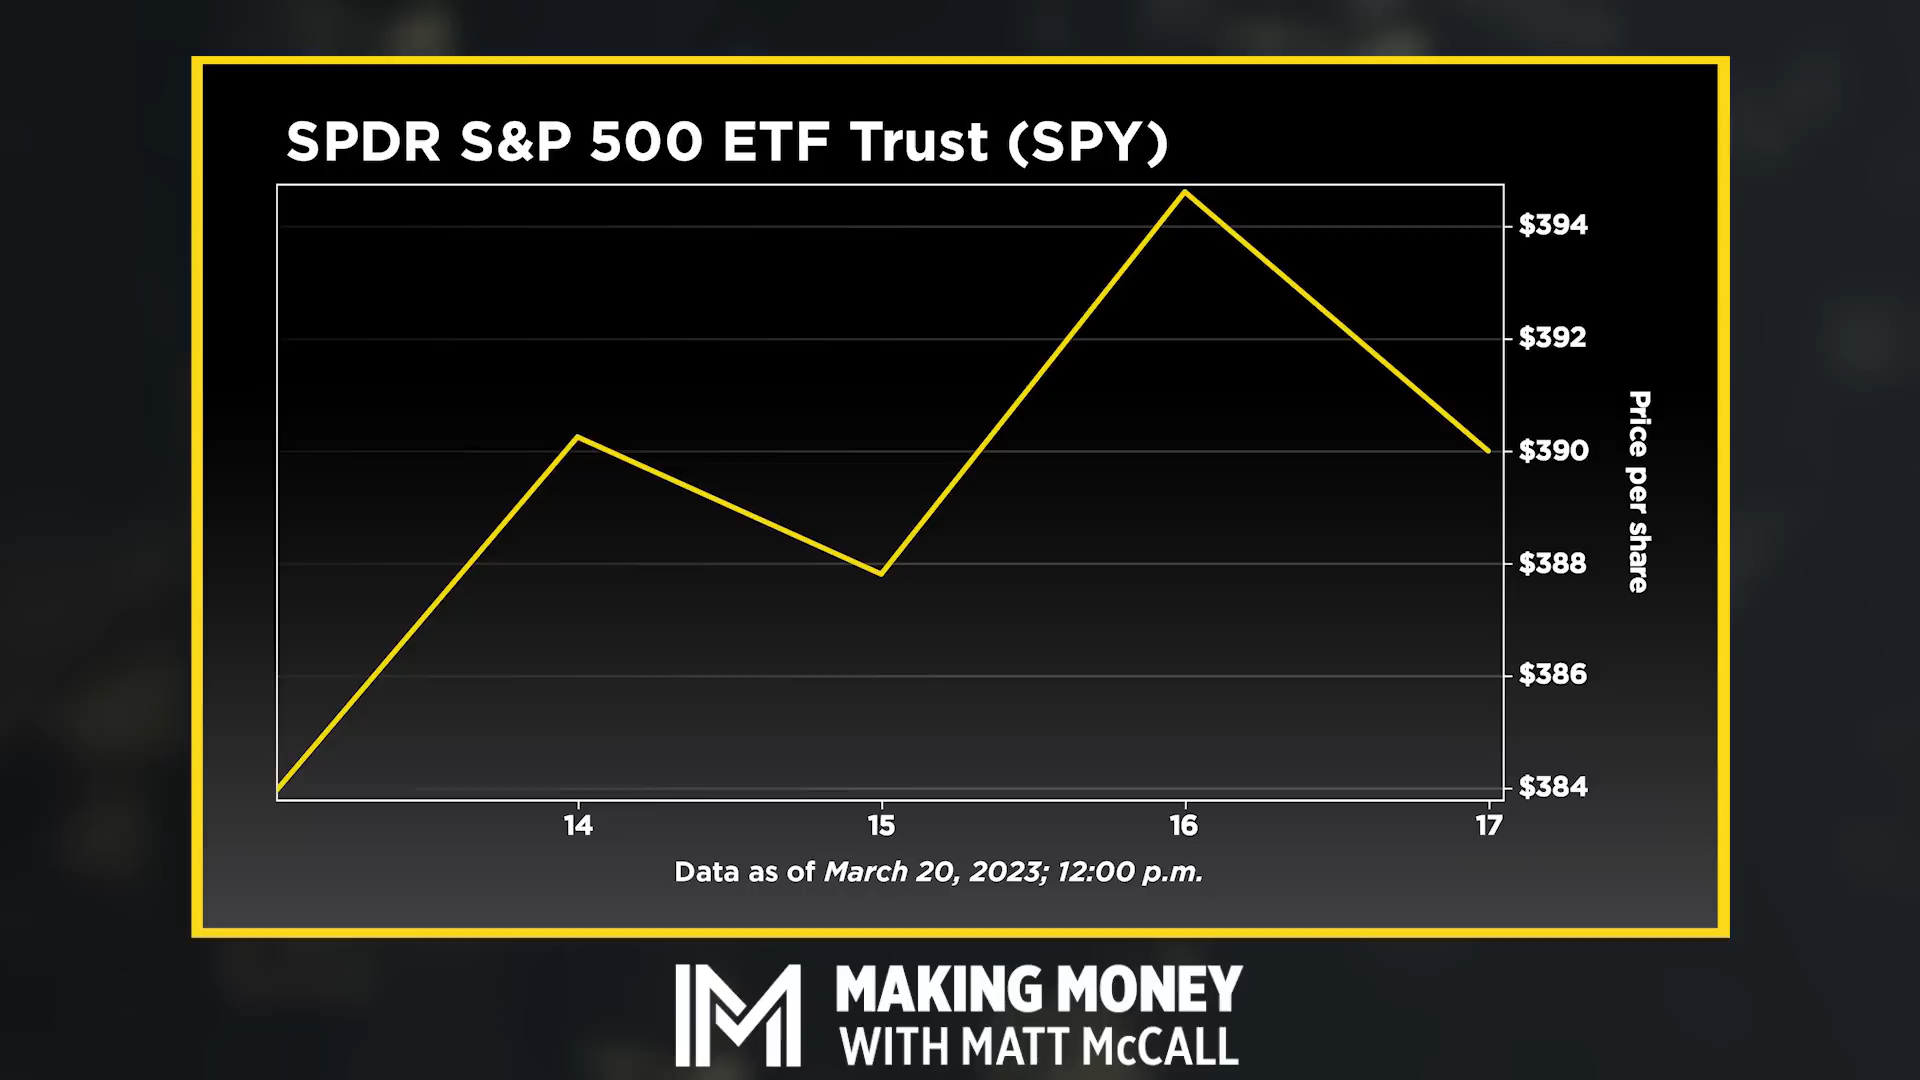 SPDR S&P 500 ETF Trust (SPY)
$394
$392
$390
$388
$386
$384
Price per share
14 15 16 17
Data as of March 20, 2023; 12:00 p.m.
MAKING MONEY
WITH MATT McCALL